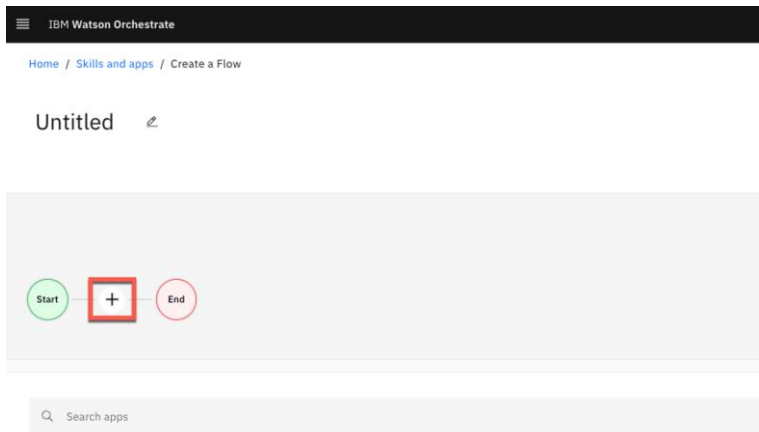 IBM Watson Orchestrate
Home / Skills and apps / Create a Flow
Untitled
Start + End
Search apps